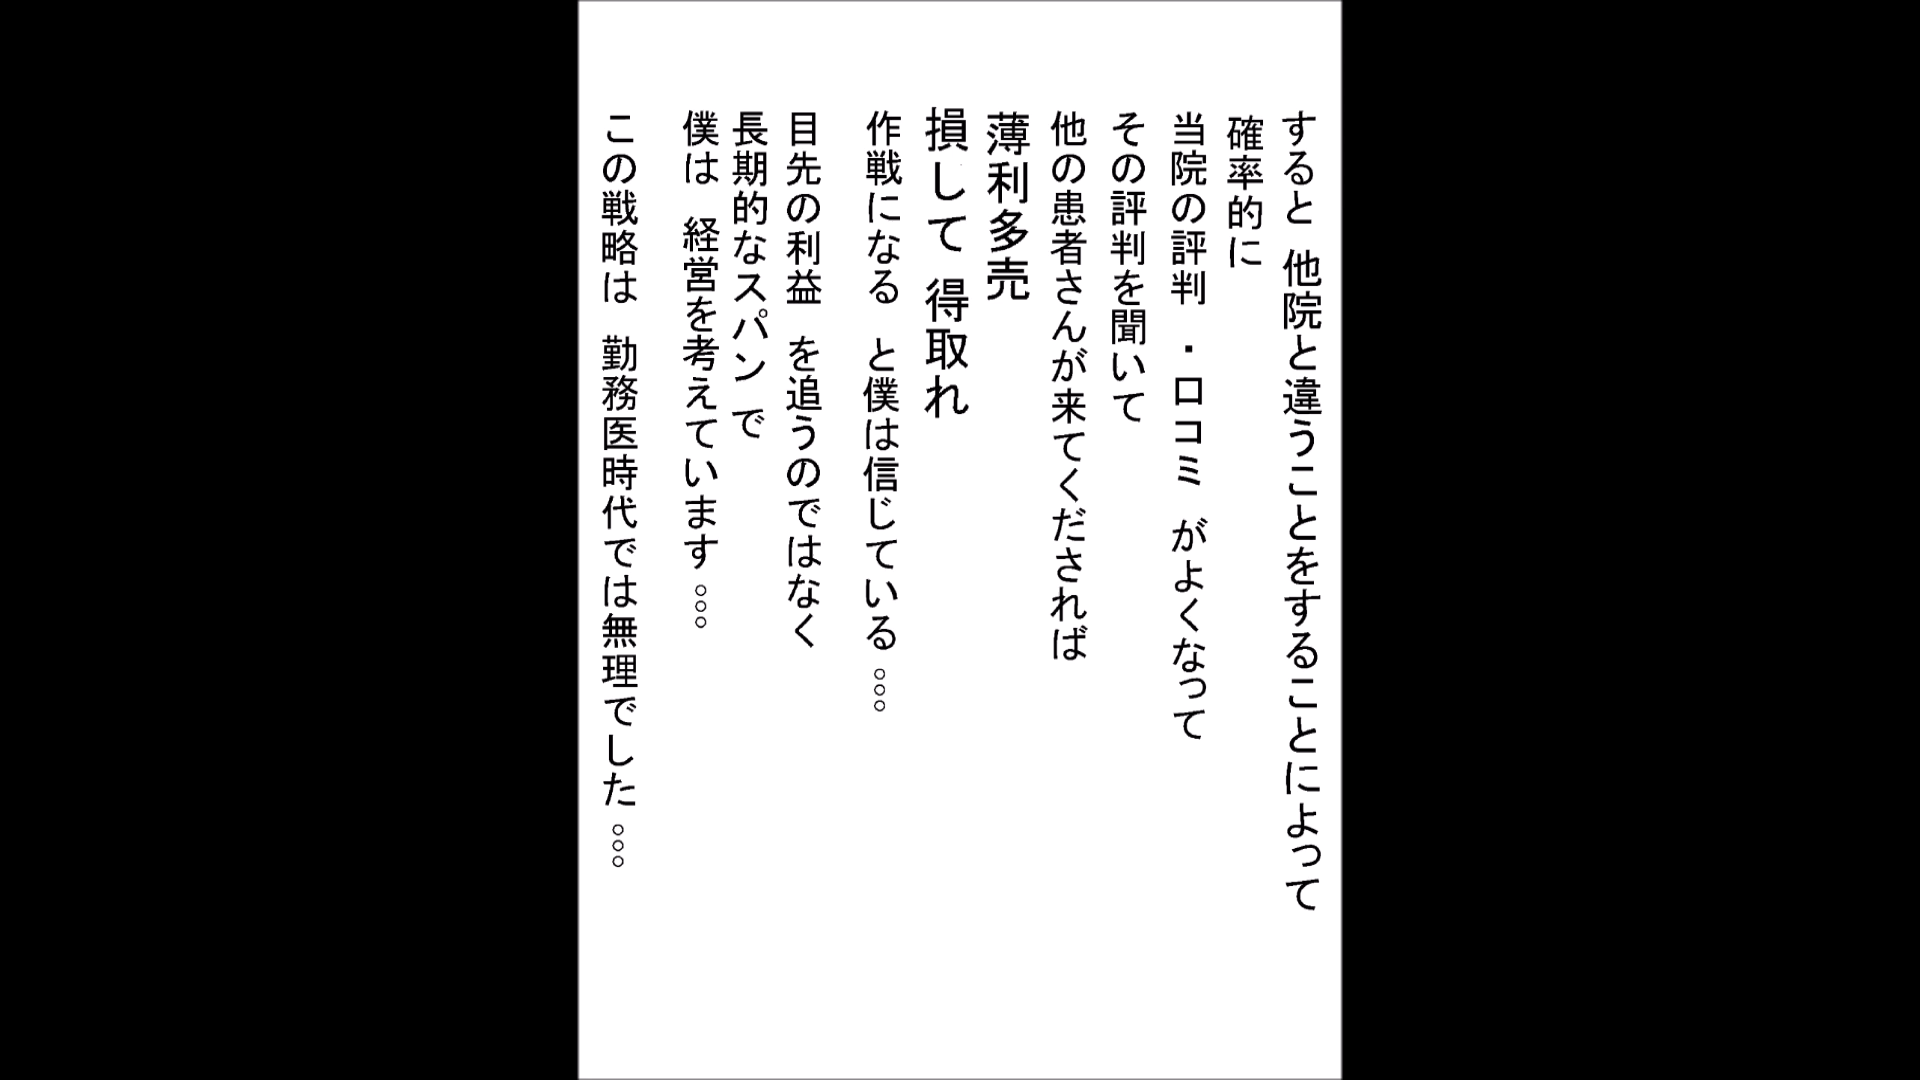 すると 他院と違うことをすることによって
確率的に
当院の評判・口コミ がよくなって
その評判を聞いて
他の患者さんが来てくだされば
薄利多売
損して 得取れ
作戦になる と僕は信じている。。。
目先の利益 を追うのではなく
長期的なスパンで
僕は 経営を考えています。。。
この戦略は 勤務医時代では無理でした。。。